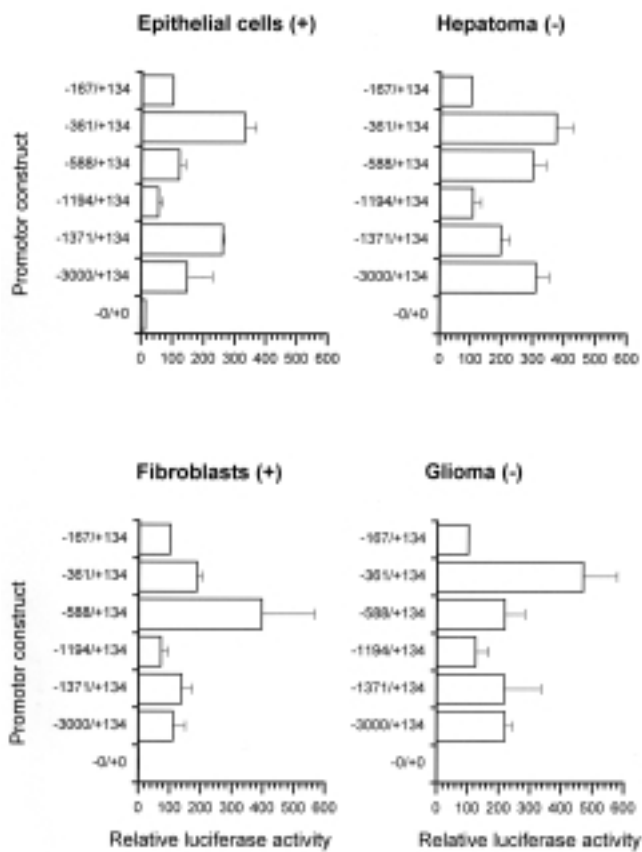 Epithelial cells (+)
Hepatoma (-)
Promotor construct
-167/+134
-361/+134
-588/+134
-1194/+134
-1371/+134
-3000/+134
-0/+0
0 100 200 300 400 500 600
-167/+134
-361/+134
-588/+134
-1194/+134
-1371/+134
-3000/+134
-0/+0
0 100 200 300 400 500 600
Fibroblasts (+)
Glioma (-)
Promotor construct
-167/+134
-361/+134
-588/+134
-1194/+134
-1371/+134
-3000/+134
-0/+0
0 100 200 300 400 500 600
Relative luciferase activity
-167/+134
-361/+134
-588/+134
-1194/+134
-1371/+134
-3000/+134
-0/+0
0 100 200 300 400 500 600
Relative luciferase activity